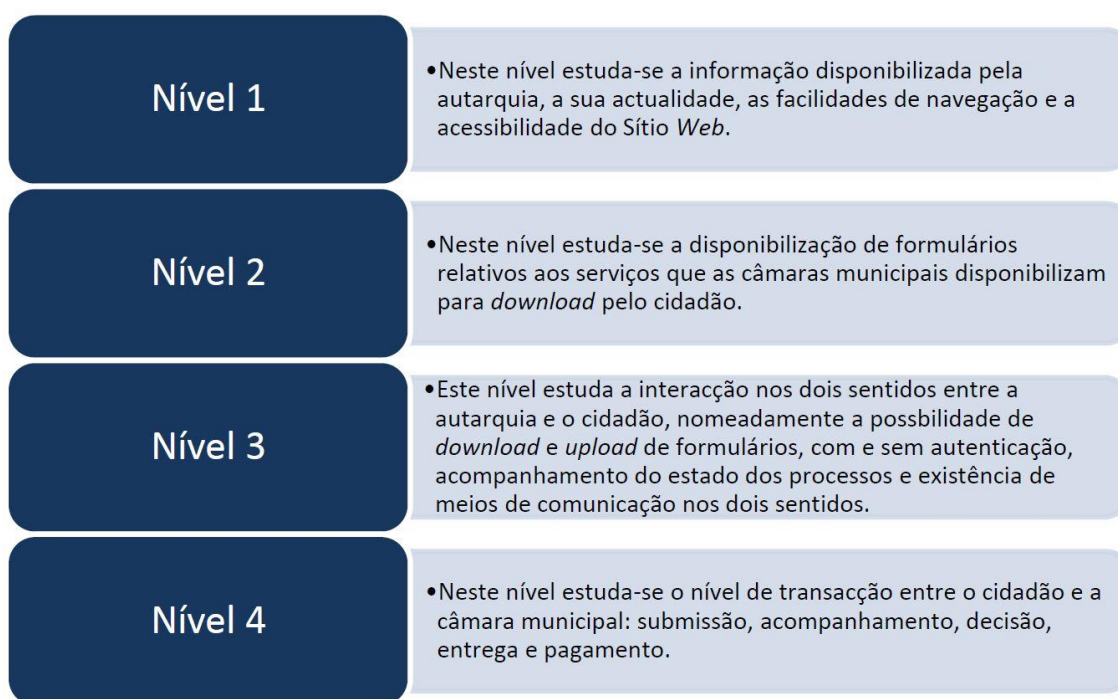 Nível 1
•Neste nível estuda-se a informação disponibilizada pela
autarquia, a sua actualidade, as facilidades de navegação e a
acessibilidade do Sítio Web.
Nível 2
•Neste nível estuda-se a disponibilização de formulários
relativos aos serviços que as câmaras municipais disponibilizam
para download pelo cidadão.
Nível 3
•Este nível estuda a interacção nos dois sentidos entre a
autarquia e o cidadão, nomeadamente a possbilidade de
download e upload de formulários, com e sem autenticação,
acompanhamento do estado dos processos e existência de
meios de comunicação nos dois sentidos.
Nível 4
•Neste nível estuda-se o nível de transacção entre o cidadão e a
câmara municipal: submissão, acompanhamento, decisão,
entrega e pagamento.